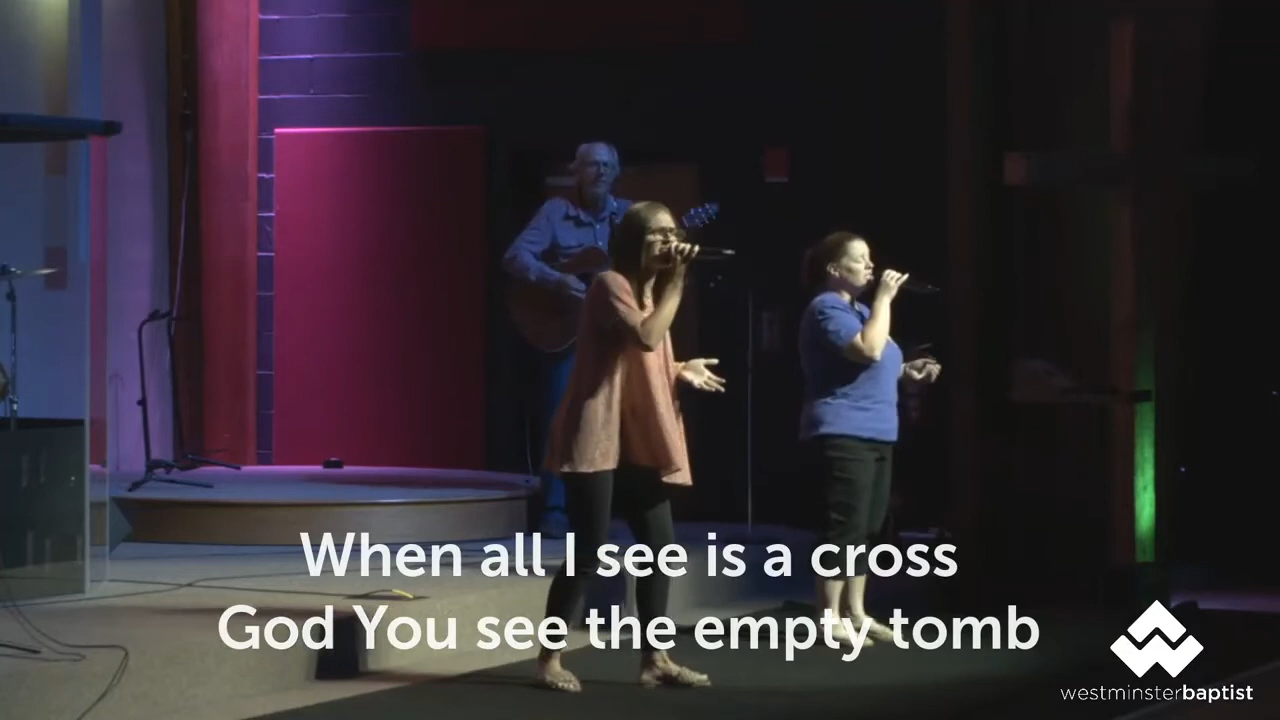 When all I see is a cross
God You see the empty tomb
westminsterbaptist